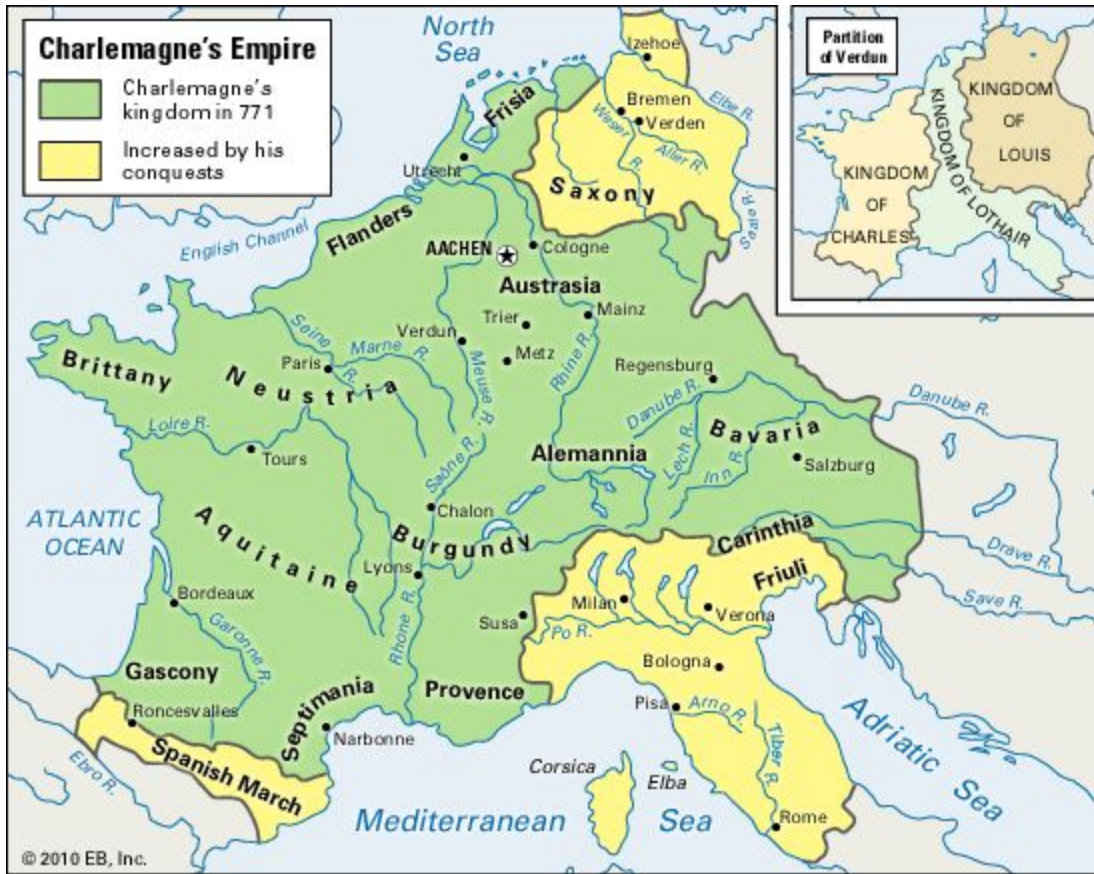 Charlemagne's Empire
Charlemagne's
kingdom in 771
Increased by his
conquests
North
Sea
Partition
of Verdun
KINGDOM
OF
LOUIS
KINGDOM OF LOTHAIR
KINGDOM
OF
CHARLES
Izehoe
Bremen
Verden
Elbe R.
Weser
R.
Aller R.
Saale R.
Frisia
Saxony
Utrecht
Flanders
English Channel
AACHEN
Cologne
Austrasia
Trier
Mainz
Verdun
Metz
Seine
R.
Marne R.
Paris
Meuse R.
Rhine R.
Regensburg
Brittany
Neustria
Danube R.
Danube R.
Loire R.
Tours
Saône R.
Alemannia
Lech R.
Inn R.
Bavaria
Salzburg
ATLANTIC
OCEAN
Aquitaine
Chalon
Burgundy
Carinthia
Drave R.
Lyons
Friuli
Save R.
Bordeaux
Garonne R.
Rhone R.
Susa
Milan
Verona
Po R.
Bologna
Gascony
Septimania
Provence
Pisa
Arno R.
Tiber R.
Adriatic Sea
Roncesvalles
Narbonne
Spanish March
Ebro R.
Corsica
Elba
Mediterranean Sea
Rome
© 2010 EB, Inc.